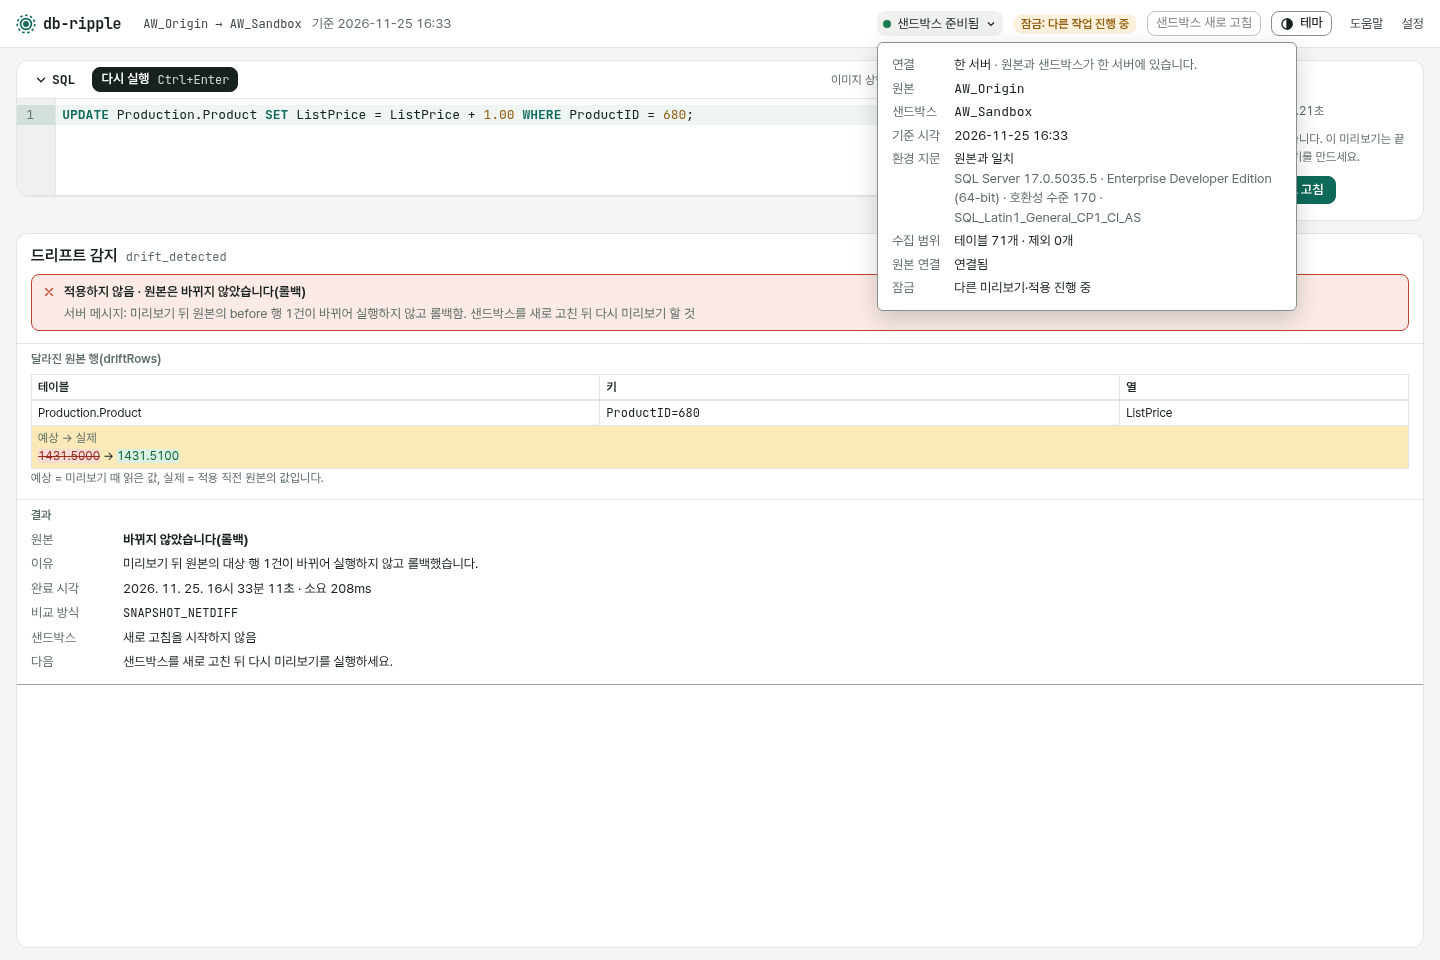 db-ripple AW_Origin → AW_Sandbox 기준 2026-11-25 16:33 샌드박스 준비됨 잠금: 다른 작업 진행 중 샌드박스 새로 고침 테마 도움말 설정
SQL 다시 실행 Ctrl+Enter 이미지
1 UPDATE Production.Product SET ListPrice = ListPrice + 1.00 WHERE ProductID = 680;
연결 한 서버 · 원본과 샌드박스가 한 서버에 있습니다.
원본 AW_Origin
샌드박스 AW_Sandbox
기준 시각 2026-11-25 16:33
환경 지문 원본과 일치
SQL Server 17.0.5035.5 · Enterprise Developer Edition
(64-bit) · 호환성 수준 170 ·
SQL_Latin1_General_CP1_CI_AS
수집 범위 테이블 71개 · 제외 0개
원본 연결 연결됨
잠금 다른 미리보기·적용 진행 중
.21초
니다. 이 미리보기는 끝
를 만드세요.
고침
드리프트 감지 drift_detected
적용하지 않음 · 원본은 바뀌지 않았습니다(롤백)
서버 메시지: 미리보기 뒤 원본의 before 행 1건이 바뀌어 실행하지 않고 롤백함. 샌드박스를 새로 고친 뒤 다시 미리보기 할 것
달라진 원본 행(driftRows)
테이블 키 열
Production.Product ProductID=680 ListPrice
예상 → 실제
1431.5000 → 1431.5100
예상 = 미리보기 때 읽은 값, 실제 = 적용 직전 원본의 값입니다.
결과
원본 바뀌지 않았습니다(롤백)
이유 미리보기 뒤 원본의 대상 행 1건이 바뀌어 실행하지 않고 롤백했습니다.
완료 시각 2026. 11. 25. 16시 33분 11초 · 소요 208ms
비교 방식 SNAPSHOT_NETDIFF
샌드박스 새로 고침을 시작하지 않음
다음 샌드박스를 새로 고친 뒤 다시 미리보기를 실행하세요.